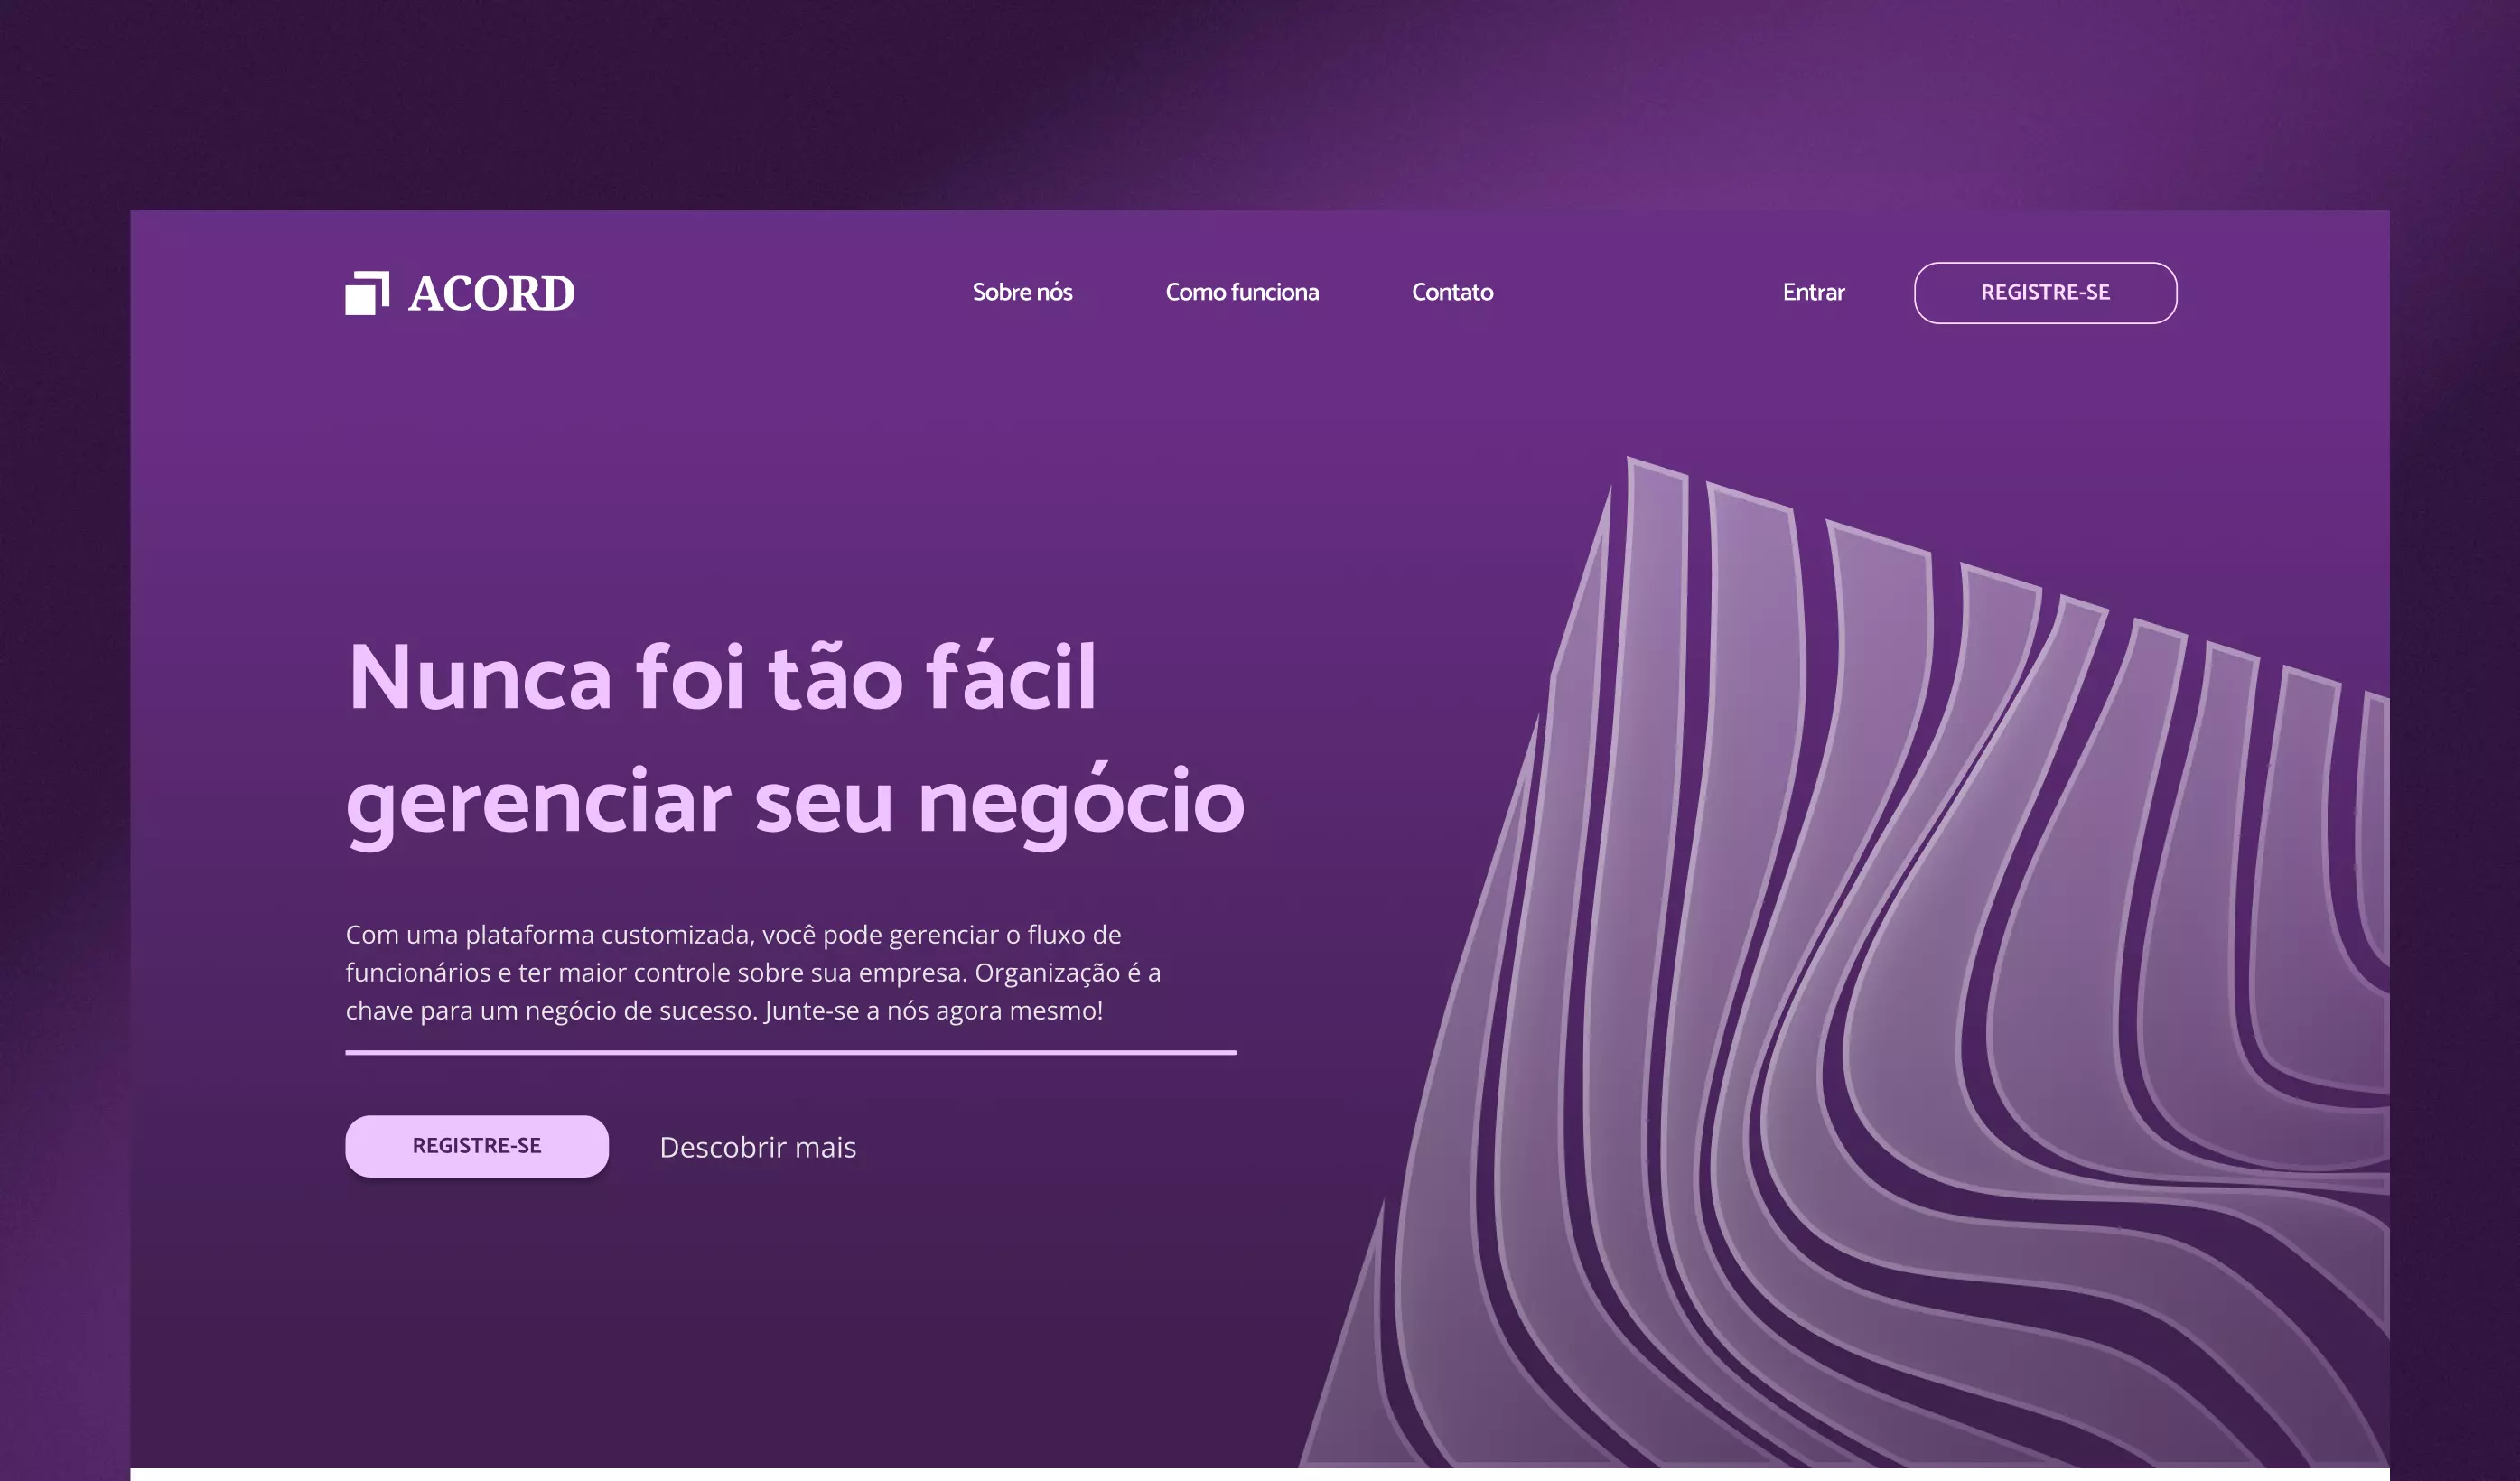 ACORD
Sobre nós
Como funciona
Contato
Entrar
REGISTRE-SE
Nunca foi tão fácil
gerenciar seu negócio
Com uma plataforma customizada, você pode gerenciar o fluxo de
funcionários e ter maior controle sobre sua empresa. Organização é a
chave para um negócio de sucesso. Junte-se a nós agora mesmo!
REGISTRE-SE
Descobrir mais